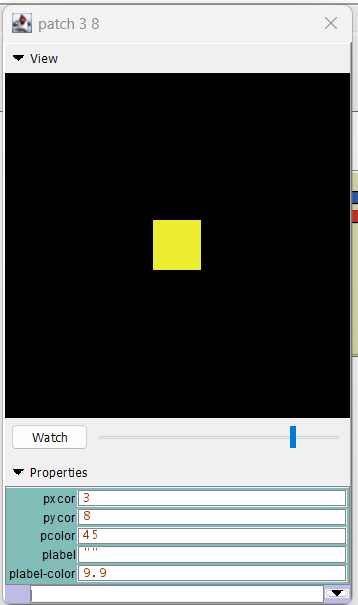 patch 3 8
View
Watch
Properties
pxcor 3
pycor 8
pcolor 45
plabel ""
plabel-color 9.9